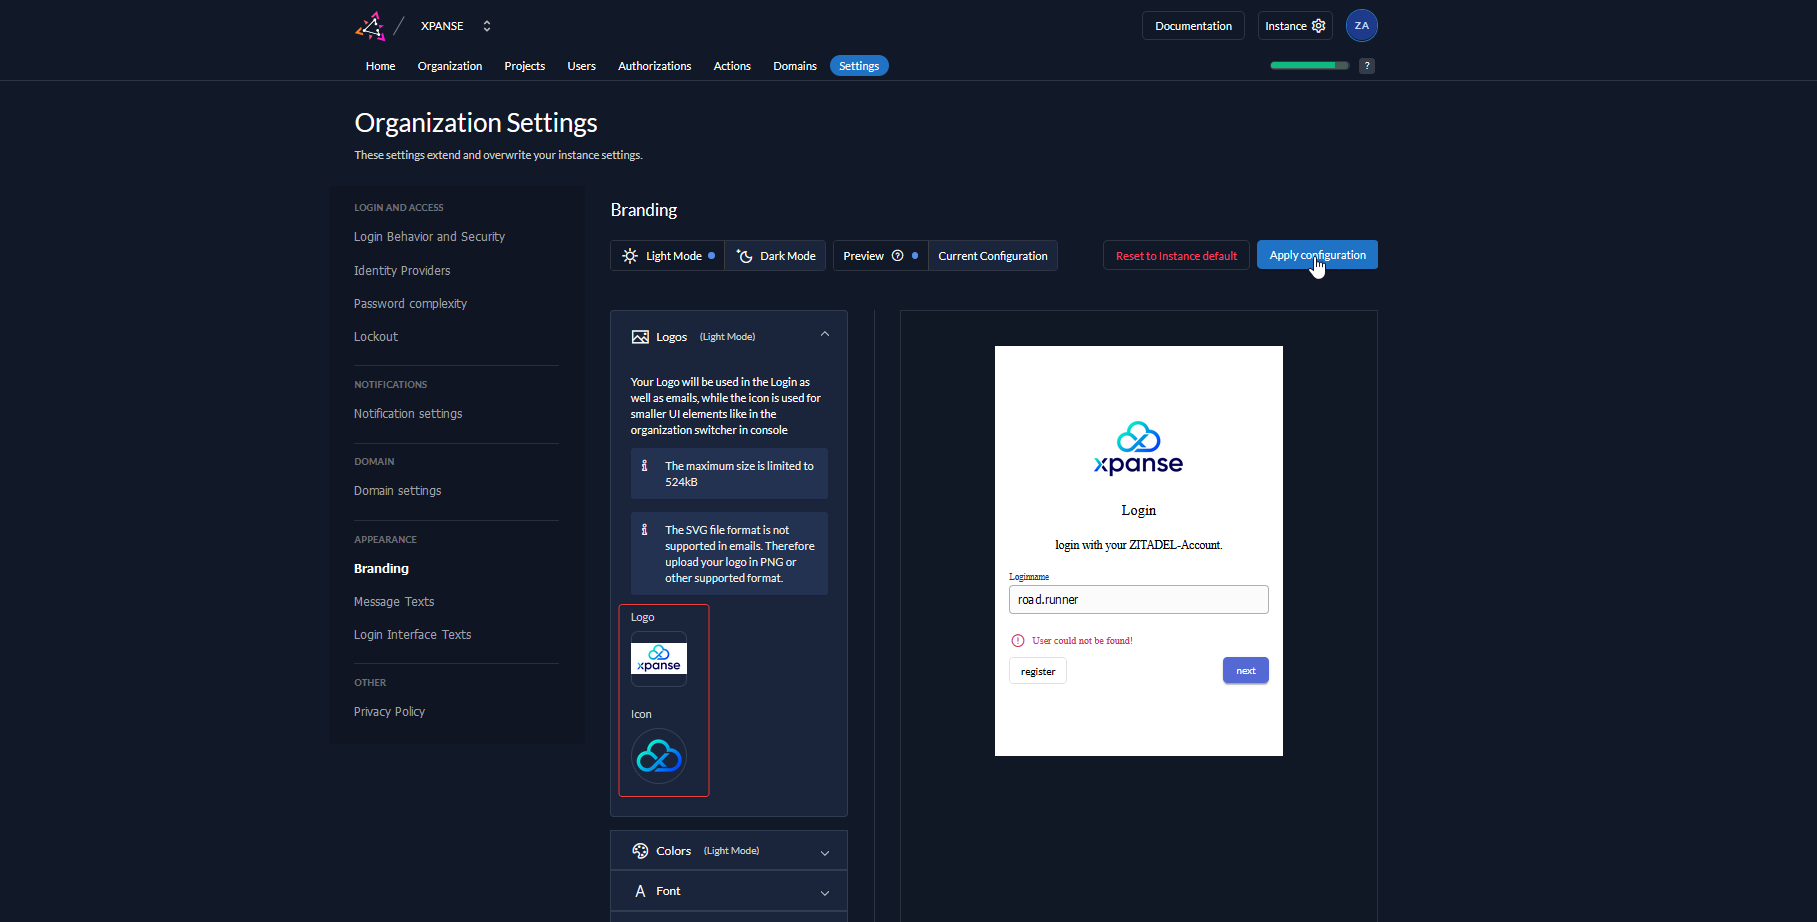 XPANSE
Documentation
Instance
ZA
Home
Organization
Projects
Users
Authorizations
Actions
Domains
Settings
?
Organization Settings
These settings extend and overwrite your instance settings.
LOGIN AND ACCESS
Login Behavior and Security
Identity Providers
Password complexity
Lockout
NOTIFICATIONS
Notification settings
DOMAIN
Domain settings
APPEARANCE
Branding
Message Texts
Login Interface Texts
OTHER
Privacy Policy
Branding
Light Mode
Dark Mode
Preview
Current Configuration
Reset to Instance default
Apply configuration
Logos (Light Mode)
Your Logo will be used in the Login as
well as emails, while the icon is used for
smaller UI elements like in the
organization switcher in console
The maximum size is limited to
524kB
The SVG file format is not
supported in emails. Therefore
upload your logo in PNG or
other supported format.
Logo
xpanse
Icon
Colors (Light Mode)
A Font
xpanse
Login
login with your ZITADEL-Account.
Loginname
road.runner
User could not be found!
register
next